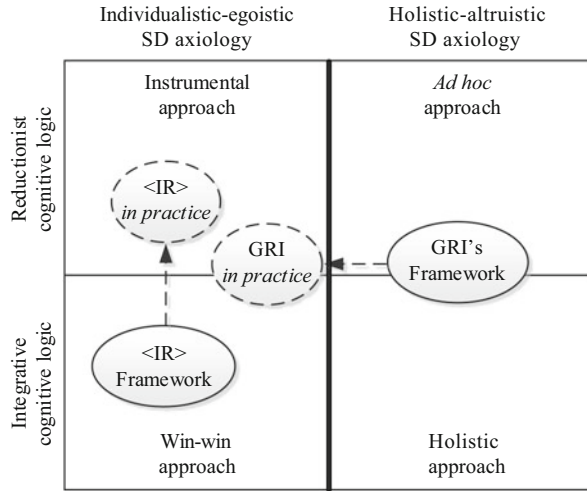 Individualistic-egoistic
SD axiology
Holistic-altruistic
SD axiology
Reductionist
cognitive logic
Instrumental
approach
Ad hoc
approach
<IR>
in practice
GRI
in practice
GRI's
Framework
Integrative
cognitive logic
<IR>
Framework
Win-win
approach
Holistic
approach